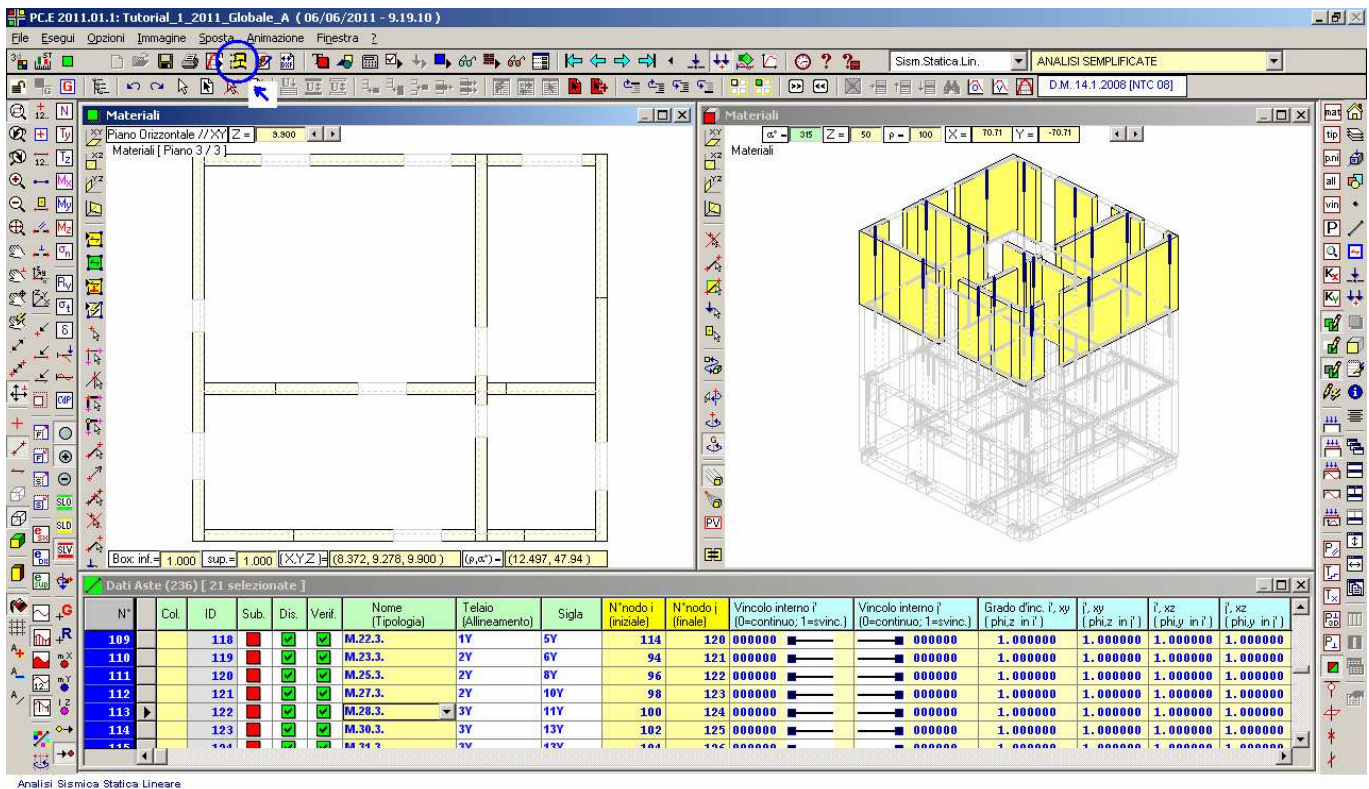 PC.E 2011.01.1: Tutorial_1_2011_Globale_A ( 06/06/2011 - 9.19.10 )
File Esegui Opzioni Immagine Sposta Animazione Finestra ?
Sism.Statica.Lin. ANALISI SEMPLIFICATE
D.M. 14.1.2008 [NTC 08]
Materiali
Piano Orizzontale // XY Z = 9.900
Materiali [ Piano 3 / 3 ]
Box: inf.= 1.000 sup.= 1.000 (X,Y,Z )= (8.372, 9.278, 9.900 ) (ρ,α°) = (12.497, 47.94 )
Materiali
α° = 315 Z = 50 ρ = 100 X = 70.71 Y = -70.71
Materiali
Dati Aste (236) [ 21 selezionate ]
N° Col. ID Sub. Dis. Verif. Nome (Tipologia) Telaio (Allineamento) Sigla N°nodo i (iniziale) N°nodo j (finale) Vincolo interno i' (0=continuo; 1=svinc.) Vincolo interno j' (0=continuo; 1=svinc.) Grado d'inc. i', xy ( phi,z in i' ) j', xy ( phi,z in j' ) i', xz ( phi,y in i' ) j', xz ( phi,y in j' )
109 118 M.22.3. 1Y 5Y 114 120 000000 000000 1.000000 1.000000 1.000000 1.000000
110 119 M.23.3. 2Y 6Y 94 121 000000 000000 1.000000 1.000000 1.000000 1.000000
111 120 M.25.3. 2Y 8Y 96 122 000000 000000 1.000000 1.000000 1.000000 1.000000
112 121 M.27.3. 2Y 10Y 98 123 000000 000000 1.000000 1.000000 1.000000 1.000000
113 122 M.28.3. 3Y 11Y 100 124 000000 000000 1.000000 1.000000 1.000000 1.000000
114 123 M.30.3. 3Y 13Y 102 125 000000 000000 1.000000 1.000000 1.000000 1.000000
Analisi Sismica Statica Lineare